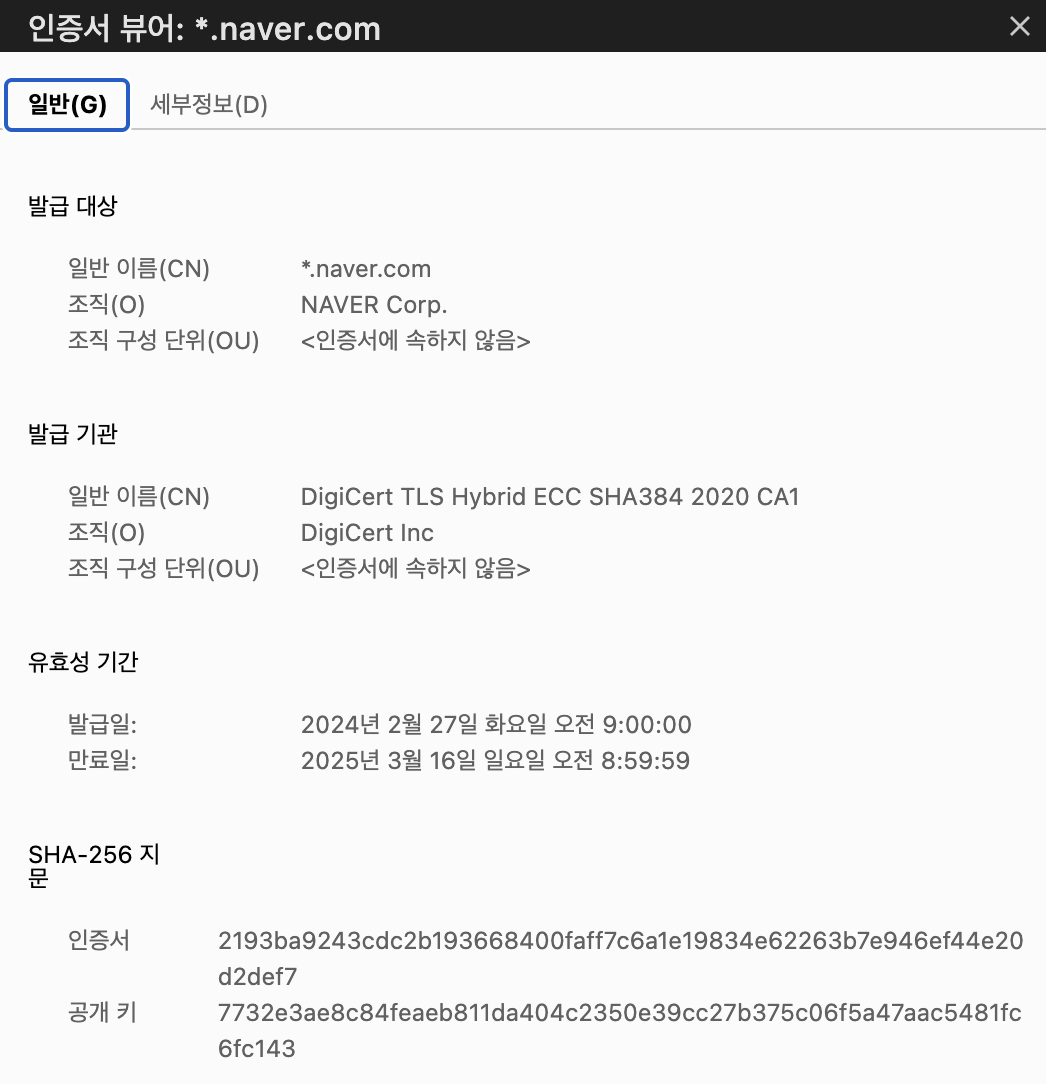 인증서 뷰어: *.naver.com
일반(G) 세부정보(D)
발급 대상
일반 이름(CN) *.naver.com
조직(O) NAVER Corp.
조직 구성 단위(OU) <인증서에 속하지 않음>
발급 기관
일반 이름(CN) DigiCert TLS Hybrid ECC SHA384 2020 CA1
조직(O) DigiCert Inc
조직 구성 단위(OU) <인증서에 속하지 않음>
유효성 기간
발급일: 2024년 2월 27일 화요일 오전 9:00:00
만료일: 2025년 3월 16일 일요일 오전 8:59:59
SHA-256 지
문
인증서 2193ba9243cdc2b193668400faff7c6a1e19834e62263b7e946ef44e20
d2def7
공개 키 7732e3ae8c84feaeb811da404c2350e39cc27b375c06f5a47aac5481fc
6fc143